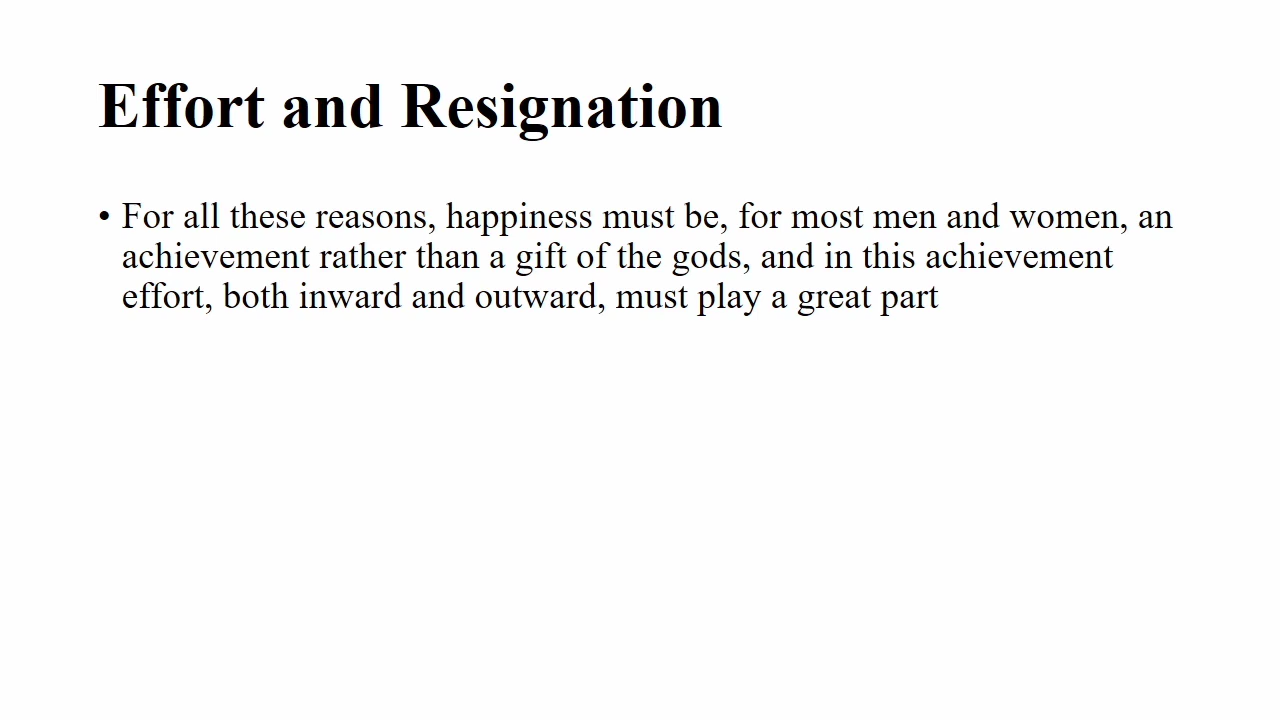 Effort and Resignation
• For all these reasons, happiness must be, for most men and women, an
achievement rather than a gift of the gods, and in this achievement
effort, both inward and outward, must play a great part